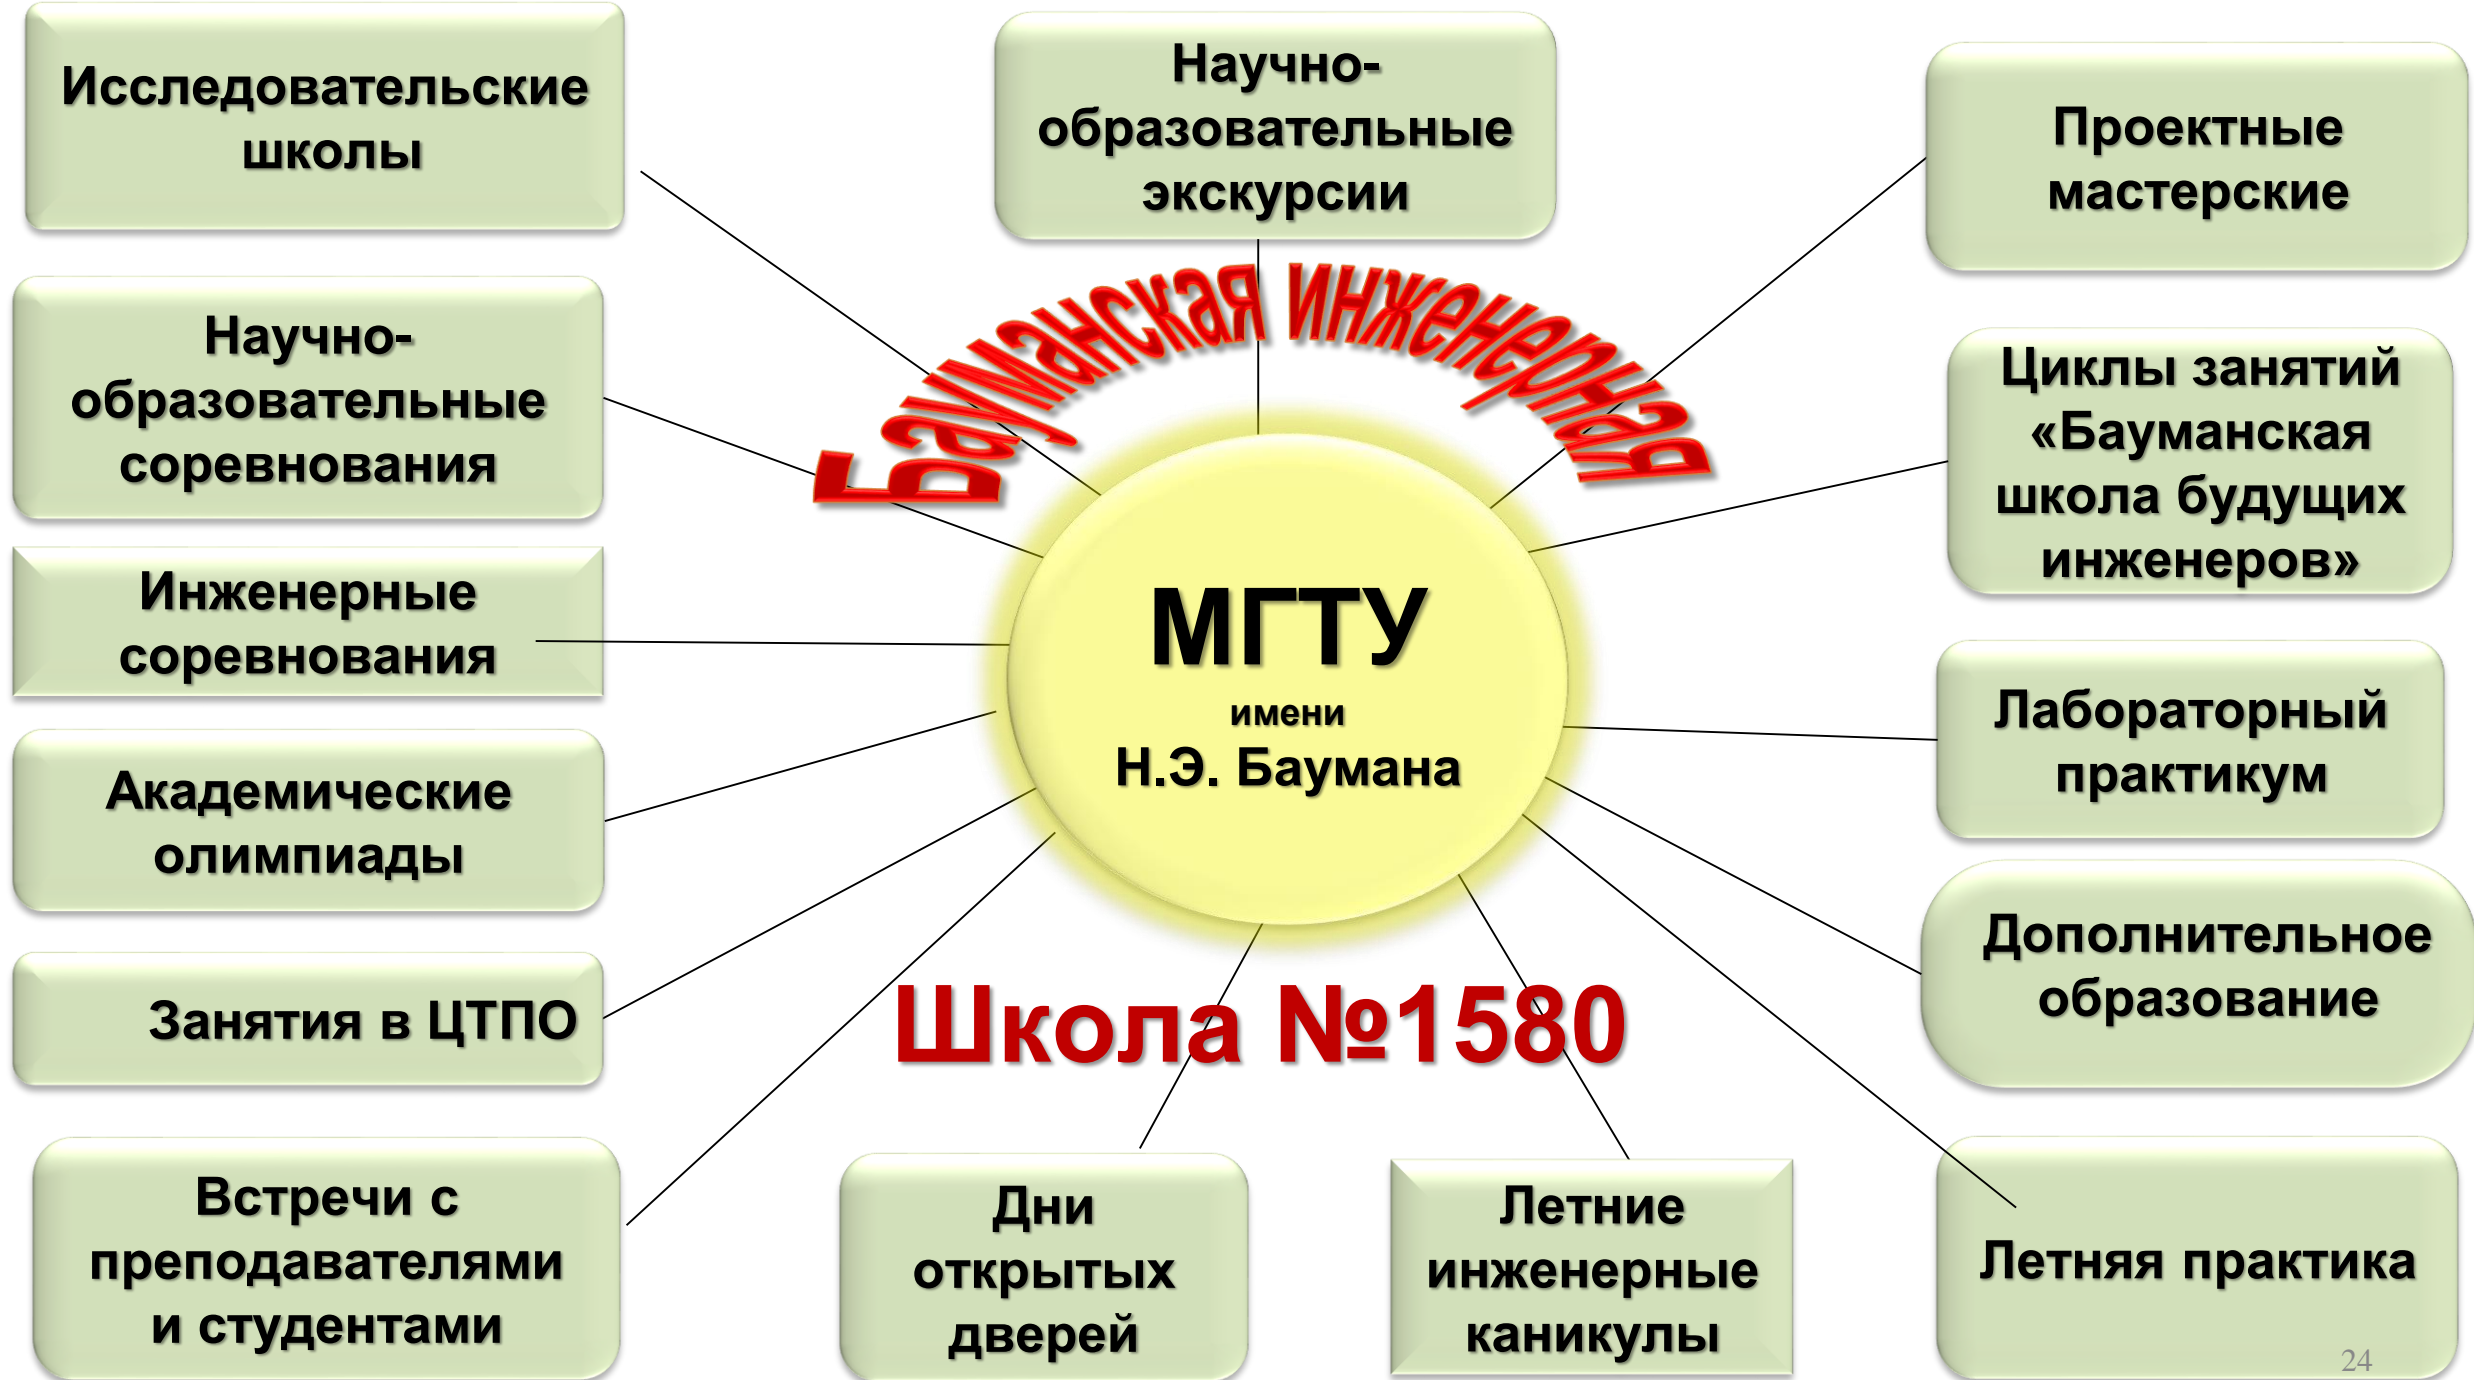 Исследовательские
школы
Научно-
образовательные
экскурсии
Проектные
мастерские
Бауманская инженерная
Научно-
образовательные
соревнования
Циклы занятий
«Бауманская
школа будущих
инженеров»
Инженерные
соревнования
МГТУ
имени
Н.Э. Баумана
Лабораторный
практикум
Академические
олимпиады
Дополнительное
образование
Занятия в ЦТПО
Школа №1580
Встречи с
преподавателями
и студентами
Дни
открытых
дверей
Летние
инженерные
каникулы
Летняя практика
24